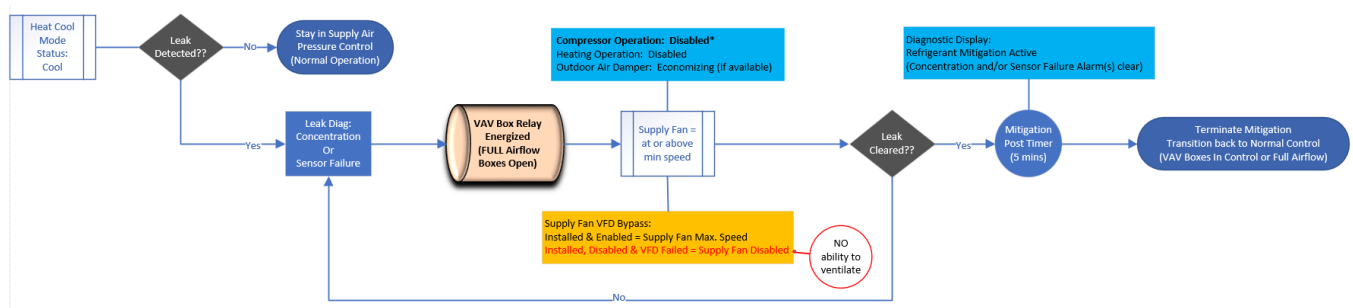 Heat Cool
Mode
Status:
Cool
Leak
Detected??
No
Stay in Supply Air
Pressure Control
(Normal Operation)
Yes
Leak Diag:
Concentration
Or
Sensor Failure
VAV Box Relay
Energized
(FULL Airflow
Boxes Open)
Compressor Operation: Disabled*
Heating Operation: Disabled
Outdoor Air Damper: Economizing (if available)
Supply Fan =
at or above
min speed
Supply Fan VFD Bypass:
Installed & Enabled = Supply Fan Max. Speed
Installed, Disabled & VFD Failed = Supply Fan Disabled
NO
ability to
ventilate
Leak
Cleared??
Yes
No
Diagnostic Display:
Refrigerant Mitigation Active
(Concentration and/or Sensor Failure Alarm(s) clear)
Mitigation
Post Timer
(5 mins)
Terminate Mitigation
Transition back to Normal Control
(VAV Boxes In Control or Full Airflow)